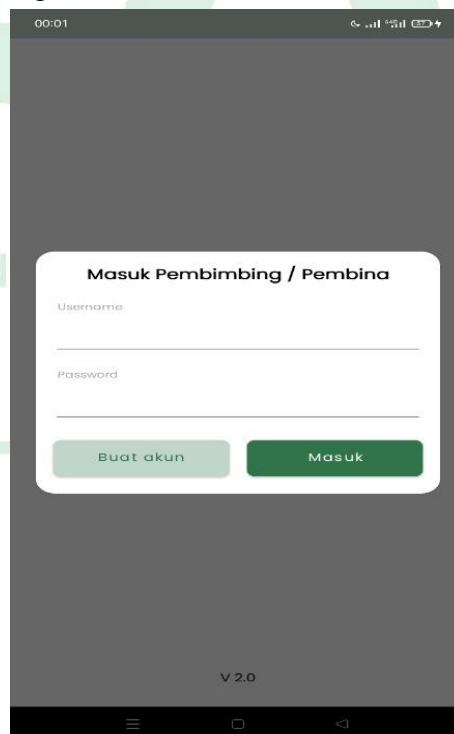 00:01
Masuk Pembimbing / Pembina
Username
Password
Buat akun Masuk
V 2.0